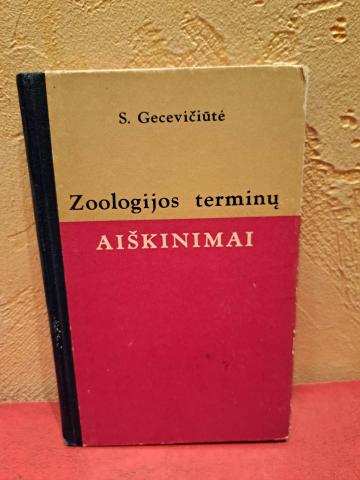 S. Gecevičiūtė
Zoologijos terminų
AIŠKINIMAI